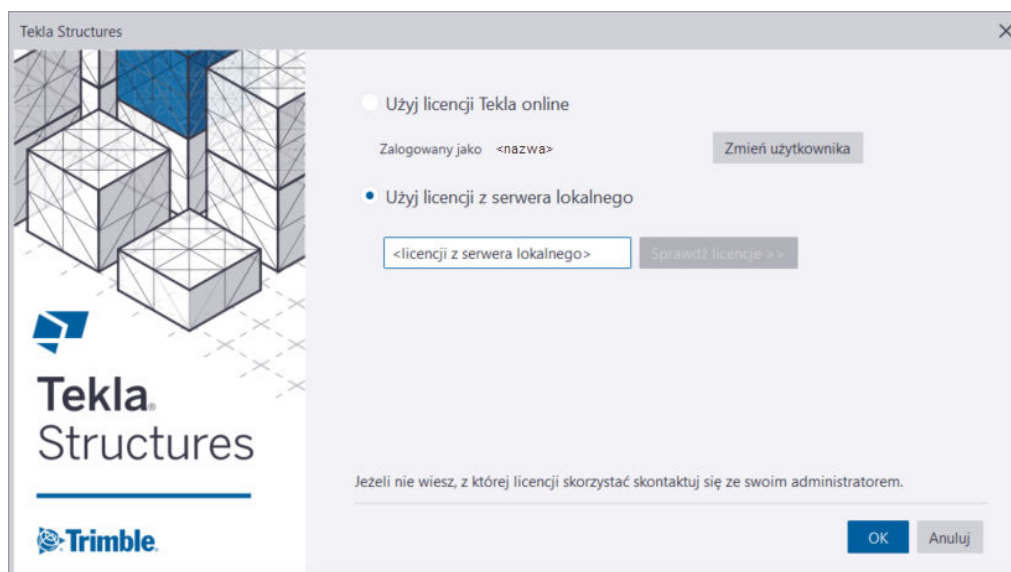 Tekla Structures
Użyj licencji Tekla online
Zalogowany jako <nazwa>
Zmień użytkownika
Użyj licencji z serwera lokalnego
<licencji z serwera lokalnego>
Sprawdź licencje >>
Tekla®
Structures
Trimble®
Jeżeli nie wiesz, z której licencji skorzystać skontaktuj się ze swoim administratorem.
OK
Anuluj